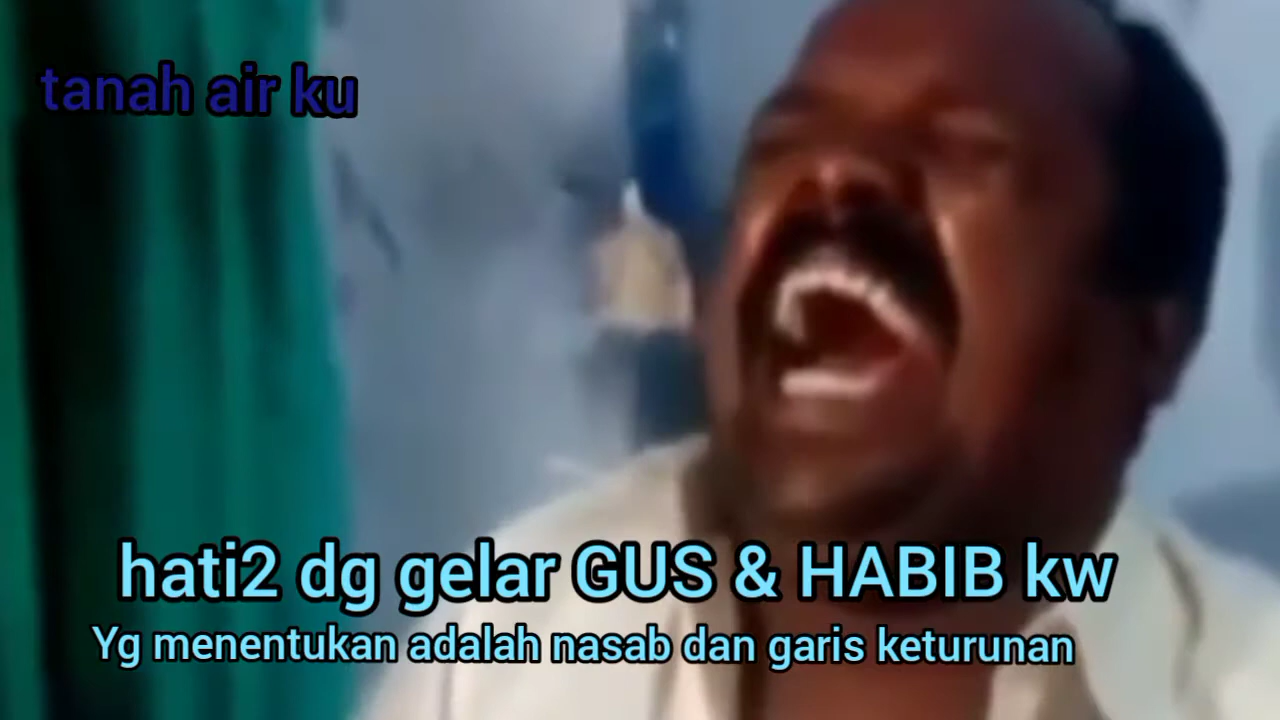 tanah air ku
hati2 dg gelar GUS & HABIB kw
Yg menentukan adalah nasab dan garis keturunan